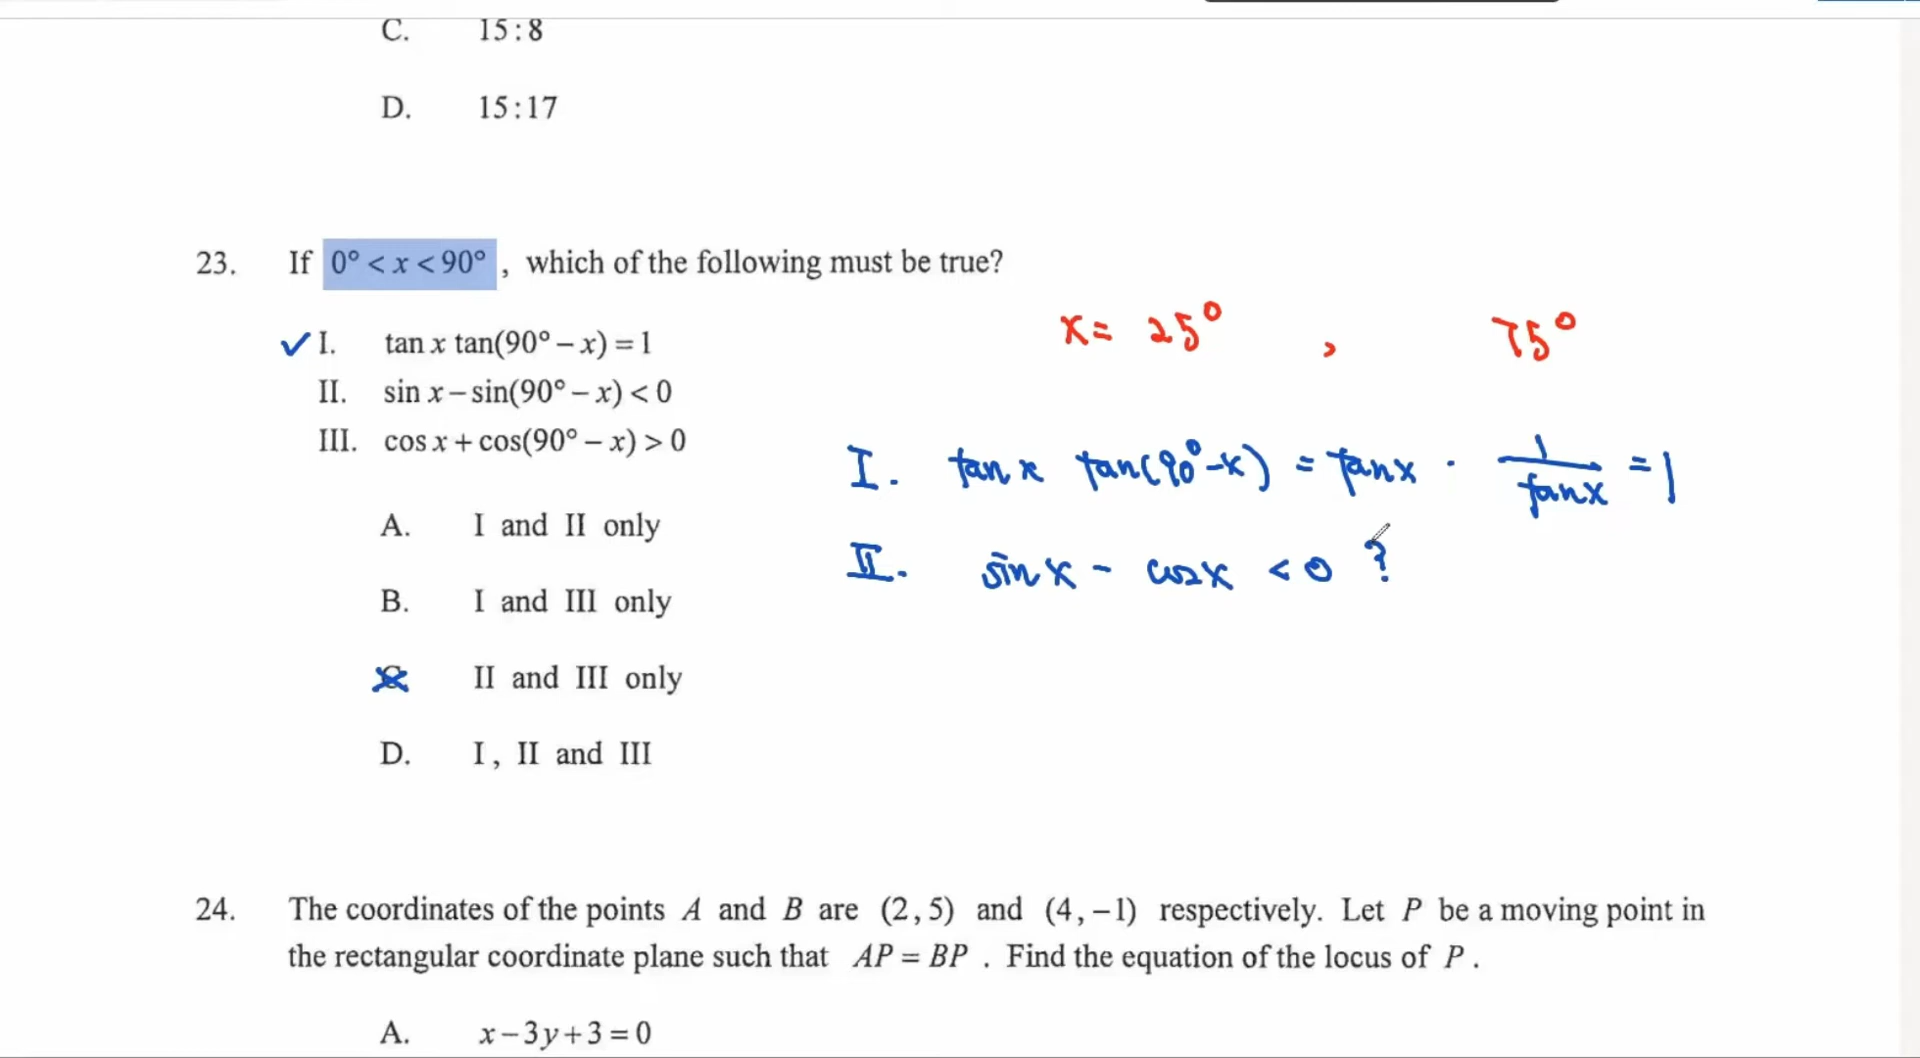 C. 15:8
D. 15:17
23. If 0° < x < 90°, which of the following must be true?
x = 25° , 75°
✓ I. tan x tan(90° – x) = 1
II. sin x – sin(90° – x) < 0
III. cos x + cos(90° – x) > 0
I. tan x tan(90° – x) = tan x · 1/tan x = 1
A. I and II only
II. sin x – cos x < 0 ?
B. I and III only
C. II and III only
D. I, II and III
24. The coordinates of the points A and B are (2, 5) and (4, –1) respectively. Let P be a moving point in
the rectangular coordinate plane such that AP = BP. Find the equation of the locus of P.
A. x – 3y + 3 = 0